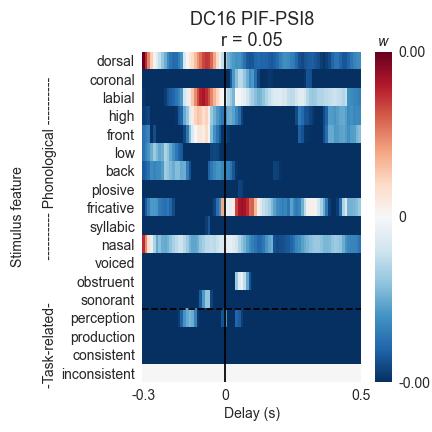 DC16 PIF-PSI8
r = 0.05
w
dorsal
coronal
labial
high
front
low
back
plosive
fricative
syllabic
nasal
voiced
obstruent
sonorant
perception
production
consistent
inconsistent
Stimulus feature
-Task-related- ---------- Phonological ----------
0.00
0
-0.00
-0.3
0
0.5
Delay (s)